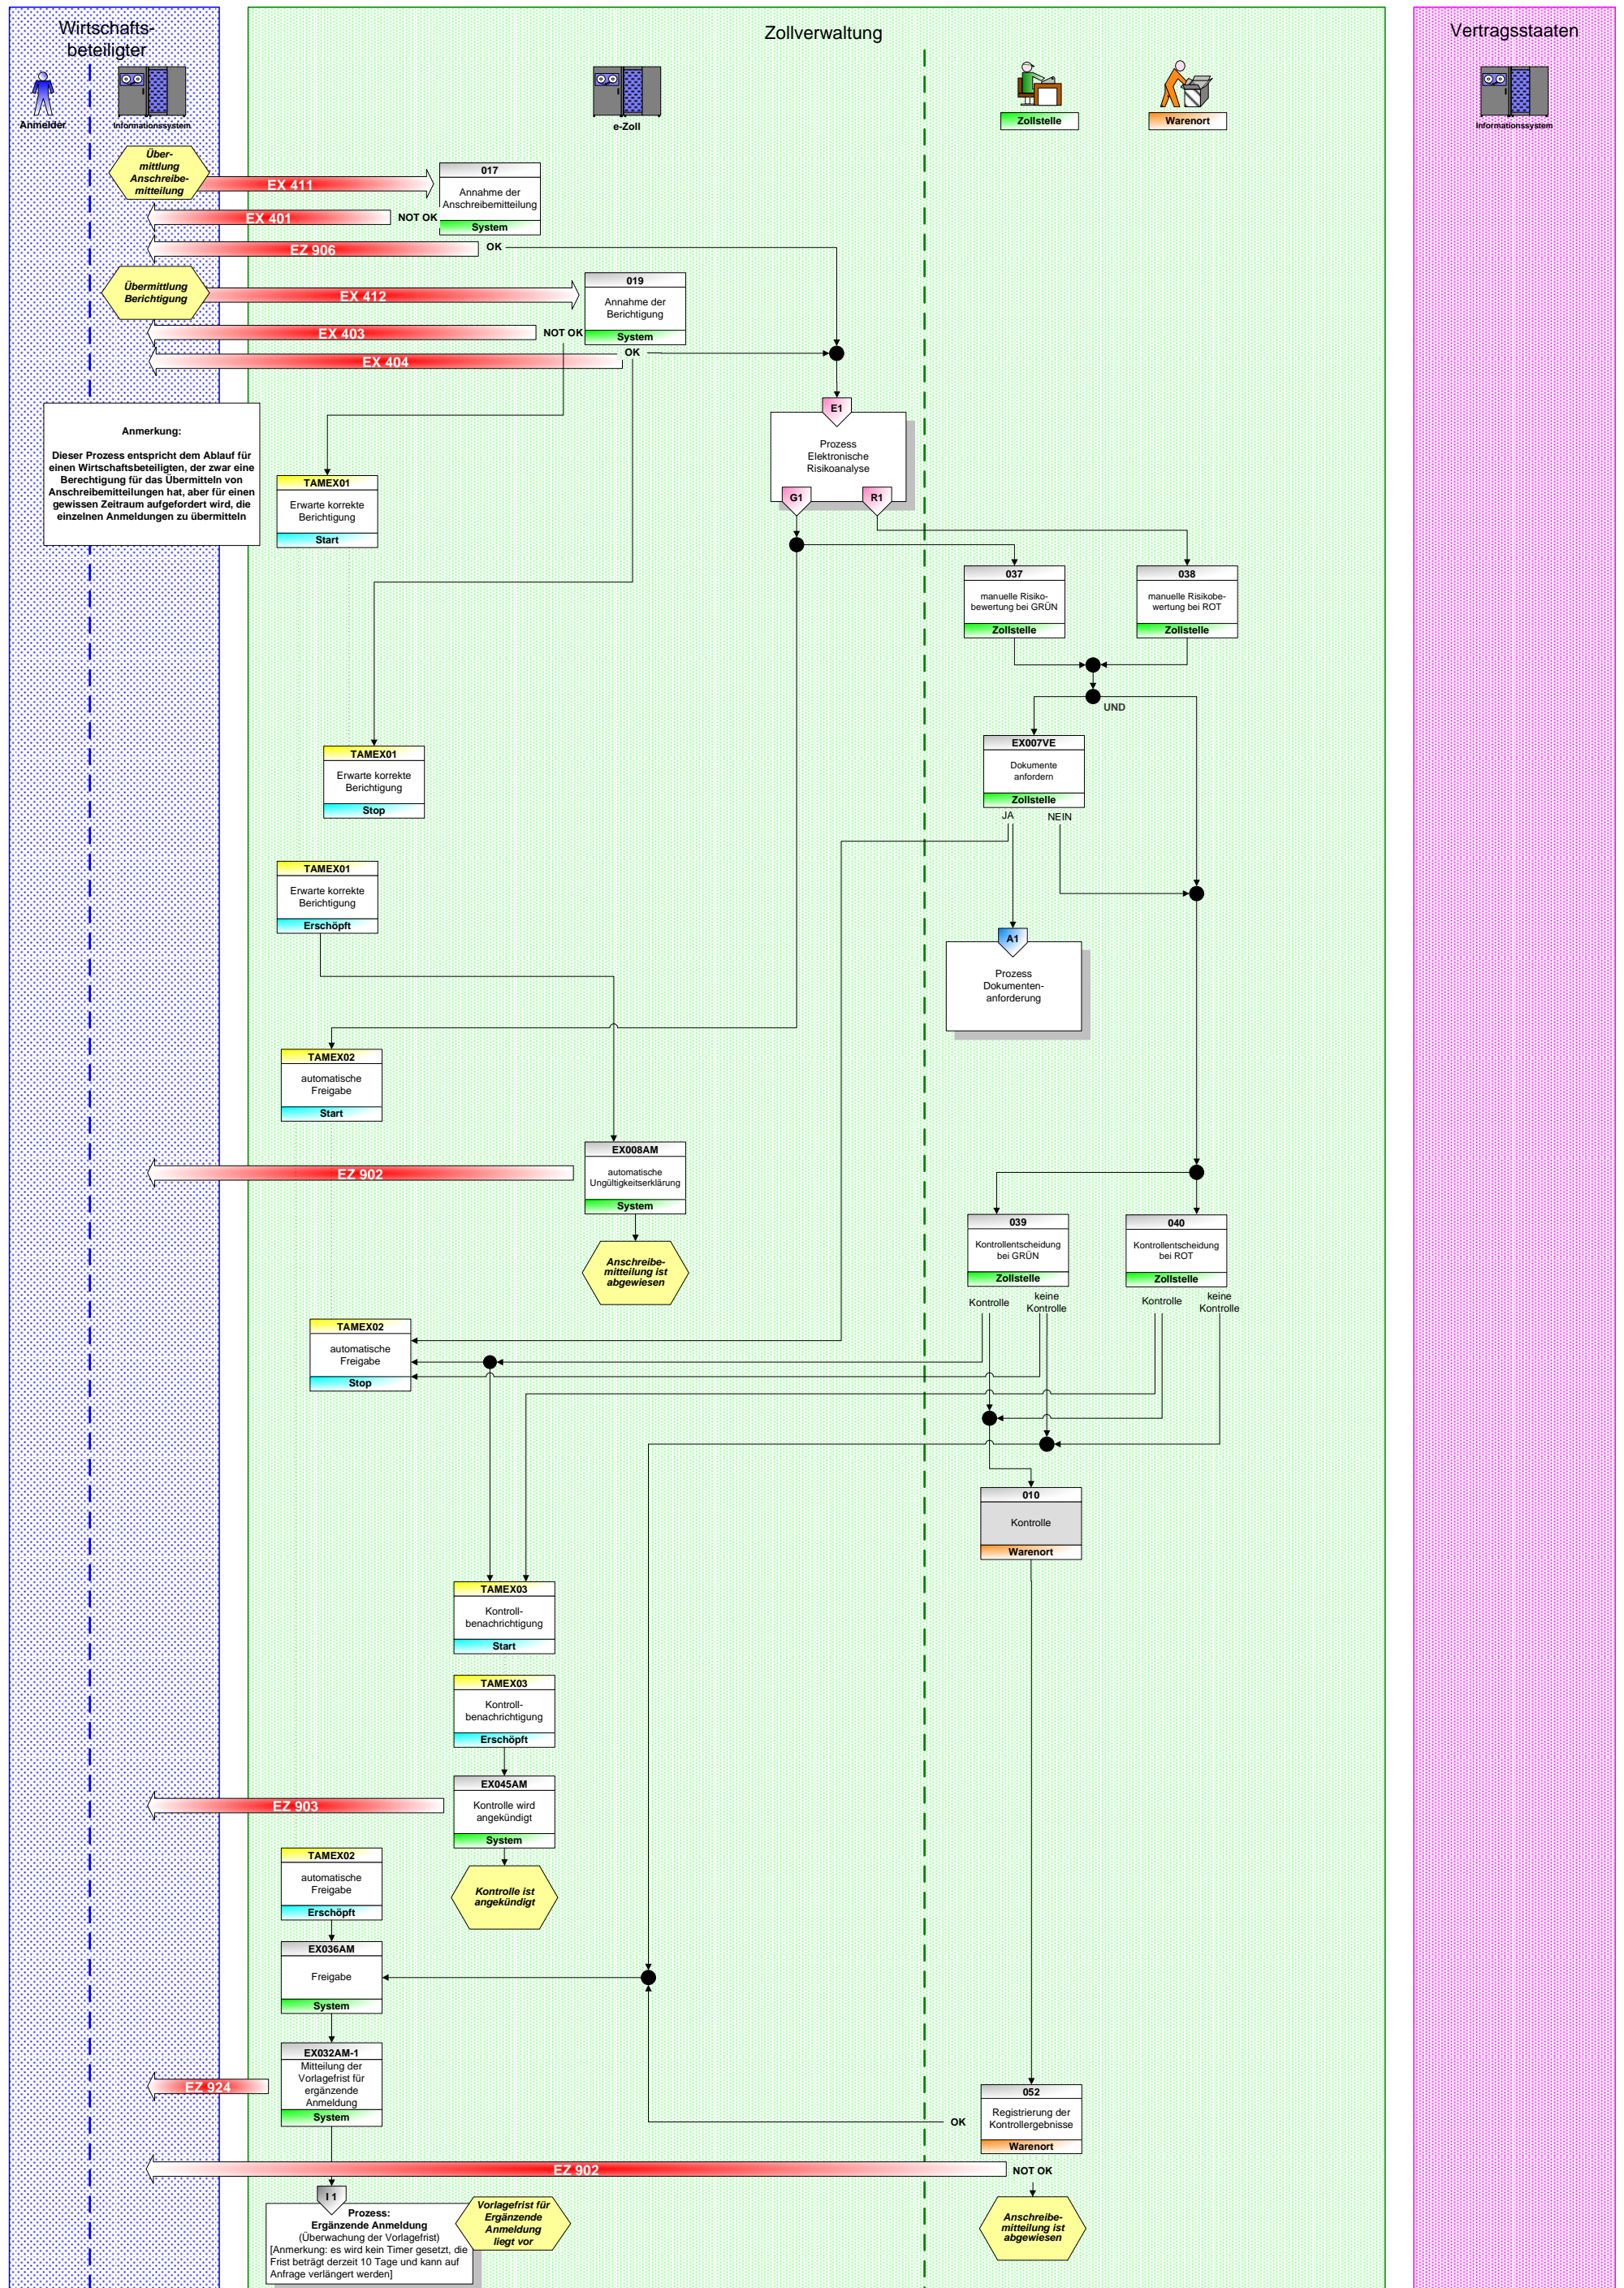 Wirtschafts-
beteiligter
Zollverwaltung
Vertragsstaaten
Anmelder
Informationssystem
e-Zoll
Zollstelle
Warenort
Informationssystem
Über-
mittlung
Anschreibe-
mitteilung
EX 411
017
Annahme der
Anschreibemitteilung
System
EX 401
NOT OK
EZ 906
OK
Übermittlung
Berichtigung
EX 412
019
Annahme der
Berichtigung
System
EX 403
NOT OK
OK
EX 404
Anmerkung:
Dieser Prozess entspricht dem Ablauf für
einen Wirtschaftsbeteiligten, der zwar eine
Berechtigung für das Übermitteln von
Anschreibemitteilungen hat, aber für einen
gewissen Zeitraum aufgefordert wird, die
einzelnen Anmeldungen zu übermitteln
E1
Prozess
Elektronische
Risikoanalyse
G1
R1
TAMEX01
Erwarte korrekte
Berichtigung
Start
037
manuelle Risiko-
bewertung bei GRÜN
Zollstelle
038
manuelle Risikobe-
wertung bei ROT
Zollstelle
UND
TAMEX01
Erwarte korrekte
Berichtigung
Stop
EX007VE
Dokumente
anfordern
Zollstelle
JA
NEIN
TAMEX01
Erwarte korrekte
Berichtigung
Erschöpft
A1
Prozess
Dokumenten-
anforderung
TAMEX02
automatische
Freigabe
Start
EZ 902
EX008AM
automatische
Ungültigkeitserklärung
System
Anschreibe-
mitteilung ist
abgewiesen
039
Kontrollentscheidung
bei GRÜN
Zollstelle
040
Kontrollentscheidung
bei ROT
Zollstelle
Kontrolle
keine
Kontrolle
Kontrolle
keine
Kontrolle
TAMEX02
automatische
Freigabe
Stop
010
Kontrolle
Warenort
TAMEX03
Kontroll-
benachrichtigung
Start
TAMEX03
Kontroll-
benachrichtigung
Erschöpft
EZ 903
EX045AM
Kontrolle wird
angekündigt
System
Kontrolle ist
angekündigt
TAMEX02
automatische
Freigabe
Erschöpft
EX036AM
Freigabe
System
EX032AM-1
Mitteilung der
Vorlagefrist für
ergänzende
Anmeldung
System
EZ 924
052
Registrierung der
Kontrollergebnisse
Warenort
OK
EZ 902
NOT OK
I 1
Prozess:
Ergänzende Anmeldung
(Überwachung der Vorlagefrist)
[Anmerkung: es wird kein Timer gesetzt, die
Frist beträgt derzeit 10 Tage und kann auf
Anfrage verlängert werden]
Vorlagefrist für
Ergänzende
Anmeldung
liegt vor
Anschreibe-
mitteilung ist
abgewiesen